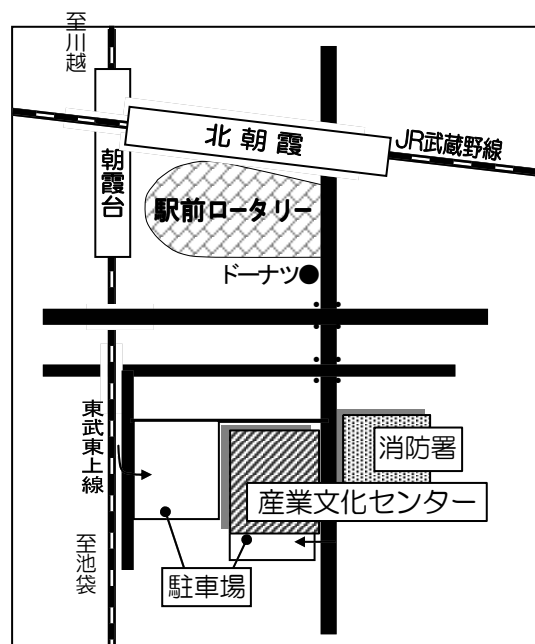 至川越
北朝霞
JR武蔵野線
朝霞台
駅前ロータリー
ドーナツ
東武東上線
消防署
産業文化センター
至池袋
駐車場